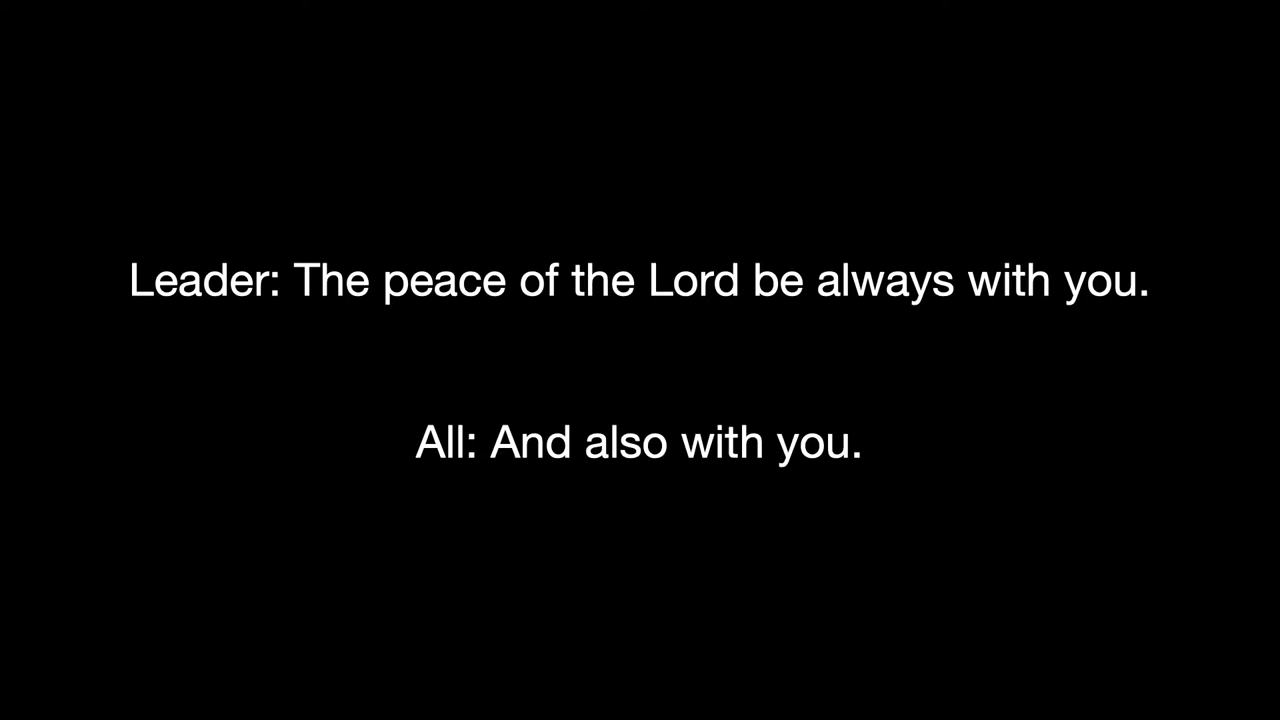 Leader: The peace of the Lord be always with you.
All: And also with you.